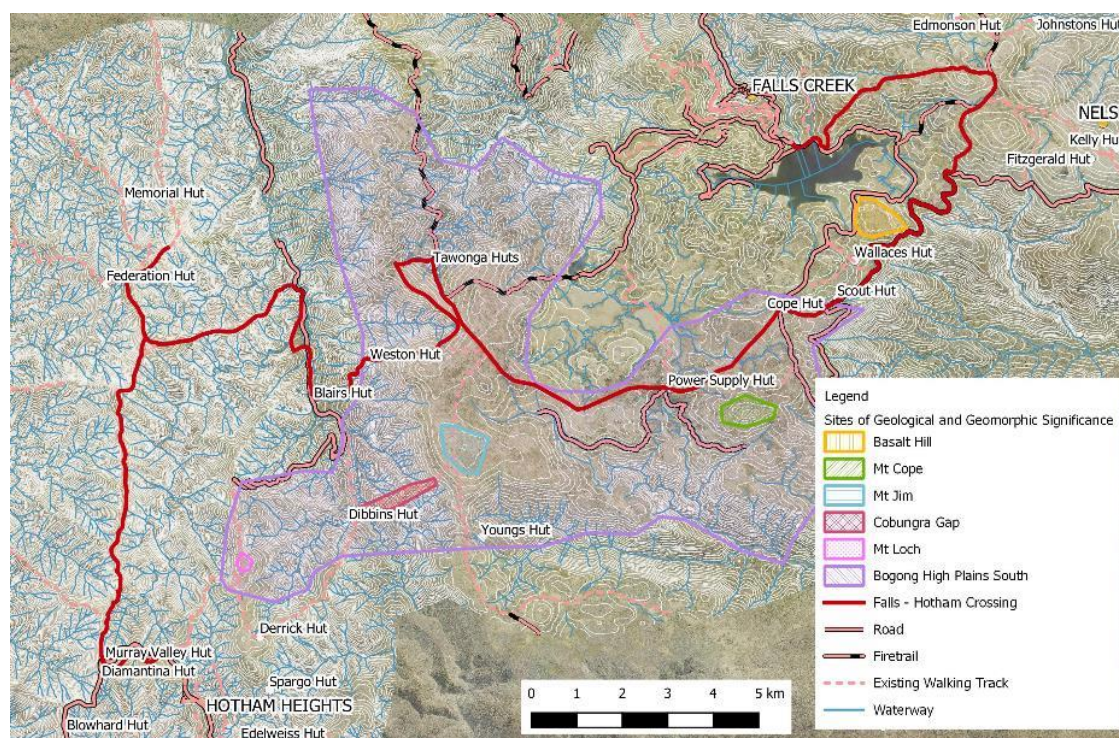 Edmonson Hut
Johnstons Hut
FALLS CREEK
NELS
Kelly Hut
Fitzgerald Hut
Memorial Hut
Wallaces Hut
Tawonga Huts
Federation Hut
Scout Hut
Cope Hut
Weston Hut
Power Supply Hut
Blairs Hut
Dibbins Hut
Youngs Hut
Derrick Hut
Murray Valley Hut
Diamantina Hut
Spargo Hut
HOTHAM HEIGHTS
Blowhard Hut
Edelweiss Hut
0 1 2 3 4 5 km
Legend
Sites of Geological and Geomorphic Significance
Basalt Hill
Mt Cope
Mt Jim
Cobungra Gap
Mt Loch
Bogong High Plains South
Falls - Hotham Crossing
Road
Firetrail
Existing Walking Track
Waterway